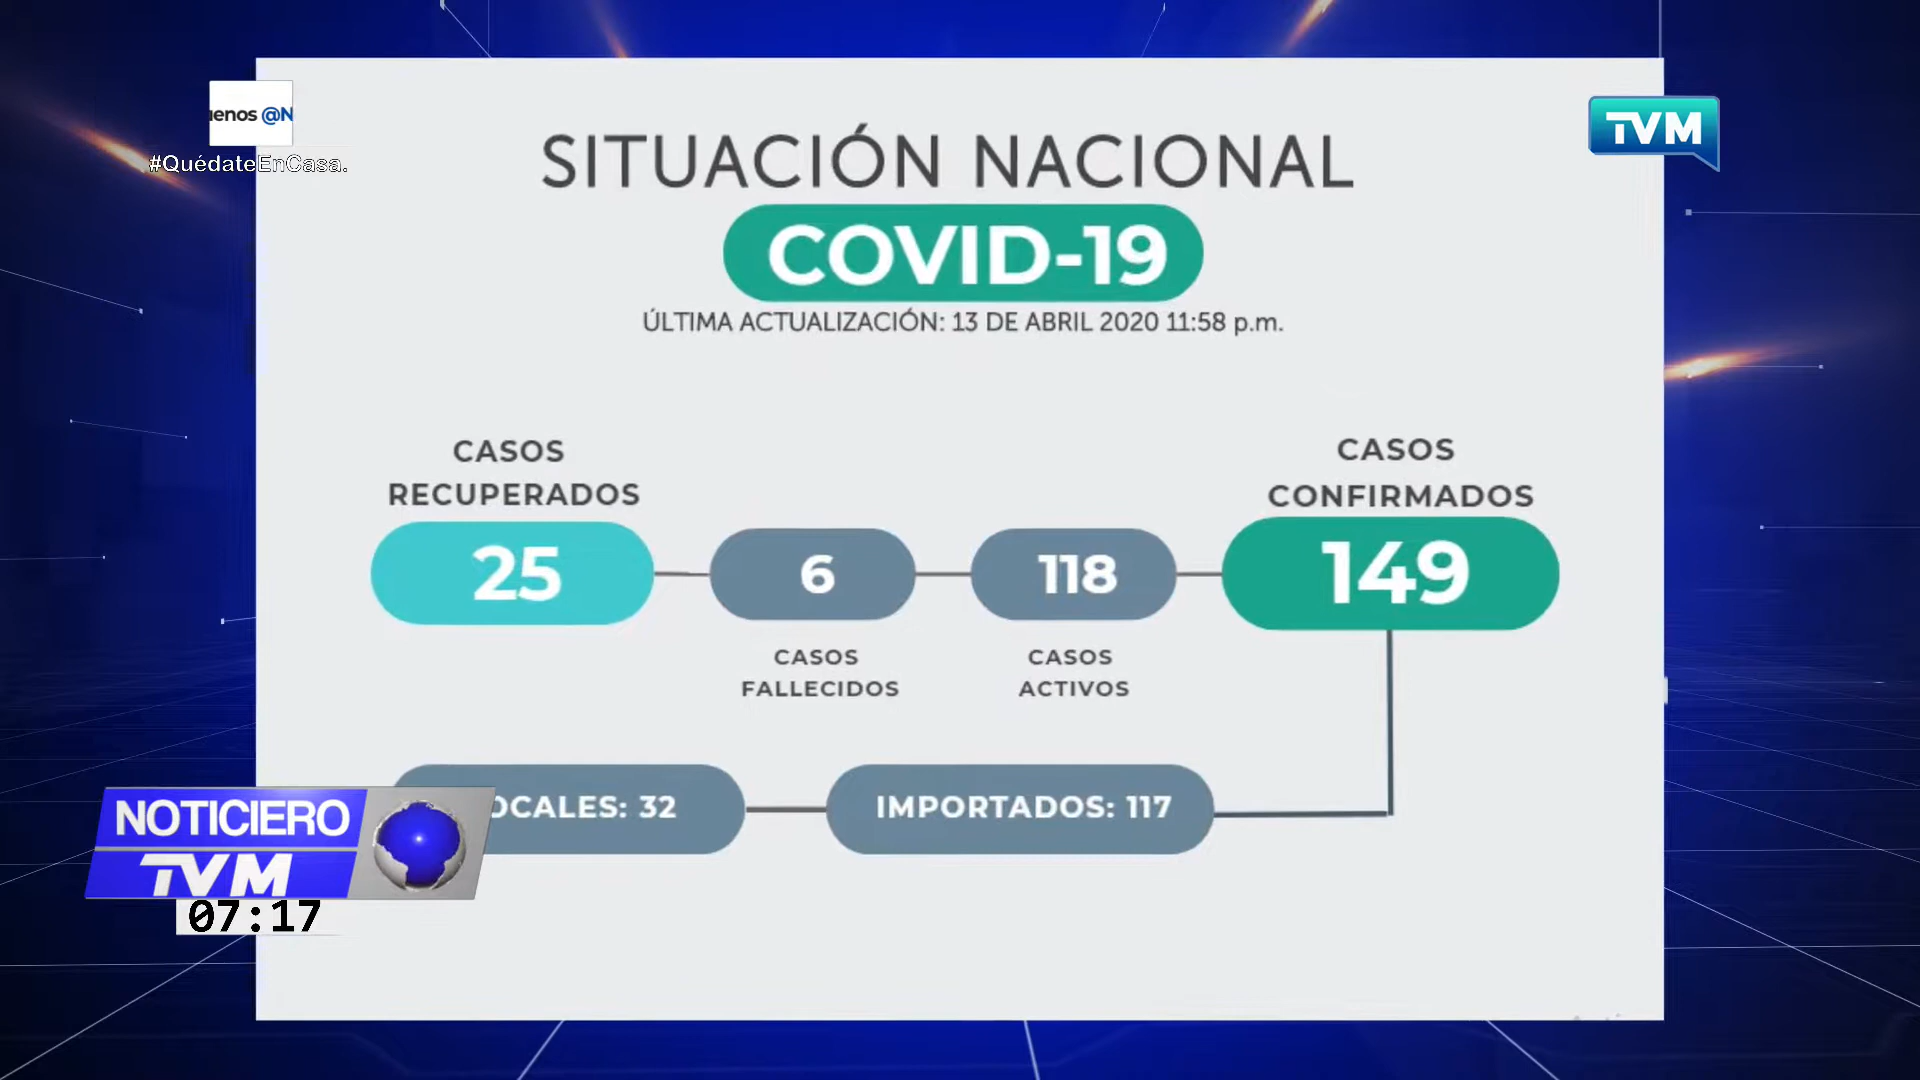 enos @N
#QuédateEnCasa.
TVM
SITUACIÓN NACIONAL
COVID-19
ÚLTIMA ACTUALIZACIÓN: 13 DE ABRIL 2020 11:58 p.m.
CASOS
RECUPERADOS
25
6
CASOS
FALLECIDOS
118
CASOS
ACTIVOS
CASOS
CONFIRMADOS
149
OCALES: 32
IMPORTADOS: 117
NOTICIERO
TVM
07:17